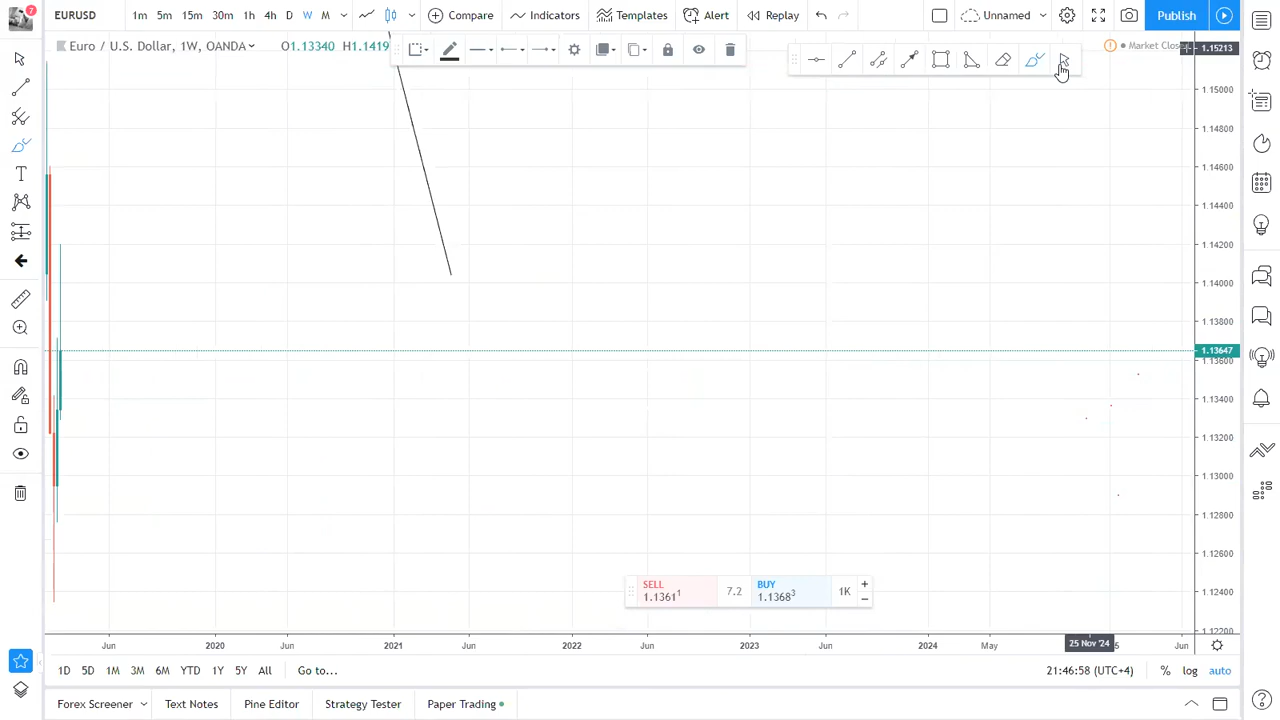 7
EURUSD 1m 5m 15m 30m 1h 4h D W M Compare Indicators Templates Alert Replay Unnamed Publish
Euro / U.S. Dollar, 1W, OANDA O1.13340 H1.1419
Market Close
1.15213
1.15000
1.14800
1.14600
1.14400
1.14200
1.14000
1.13800
1.13647
1.13600
1.13400
1.13200
1.13000
1.12800
1.12600
1.12400
1.12200
SELL 1.1361¹ 7.2 BUY 1.1368³ 1K
Jun 2020 Jun 2021 Jun 2022 Jun 2023 Jun 2024 May 25 Nov '24 5 Jun
1D 5D 1M 3M 6M YTD 1Y 5Y All Go to... 21:46:58 (UTC+4) % log auto
Forex Screener Text Notes Pine Editor Strategy Tester Paper Trading